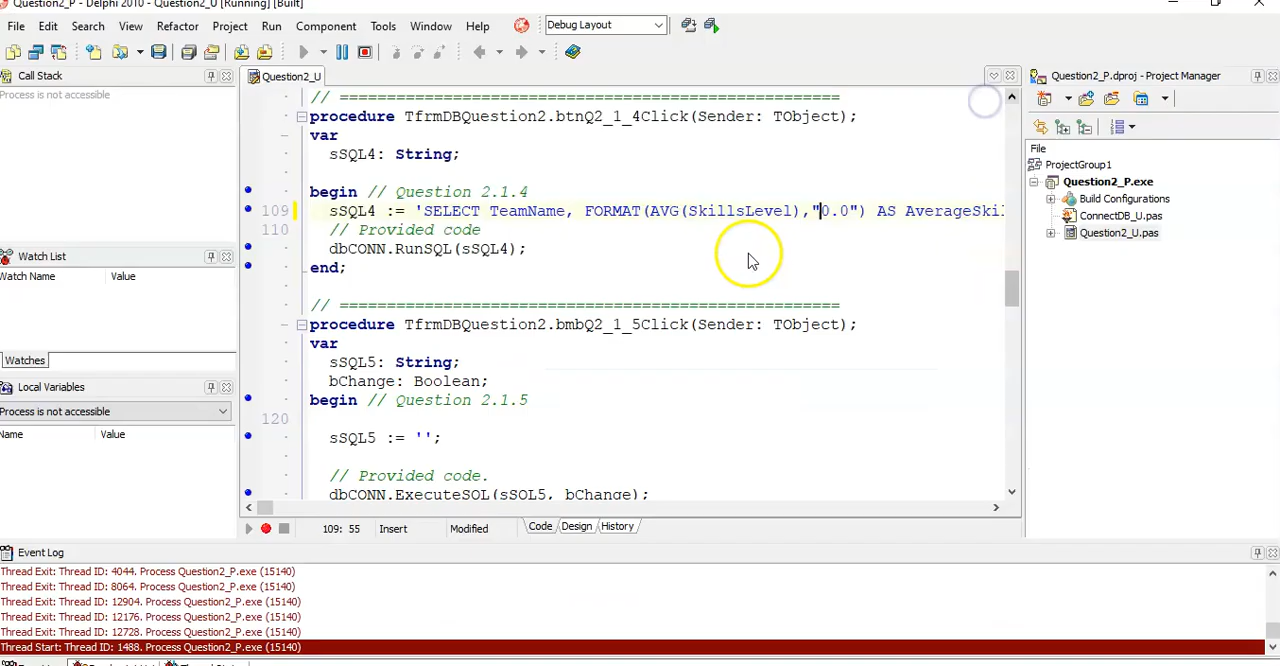 Question2_P - Delphi 2010 - Question2_U [Running] [Built]
File Edit Search View Refactor Project Run Component Tools Window Help Debug Layout
Call Stack
Process is not accessible
Watch List
Watch Name Value
Watches
Local Variables
Process is not accessible
Name Value
Question2_U
// =====================================================
procedure TfrmDBQuestion2.btnQ2_1_4Click(Sender: TObject);
var
sSQL4: String;
begin // Question 2.1.4
109 sSQL4 := 'SELECT TeamName, FORMAT(AVG(SkillsLevel),"0.0") AS AverageSkil
110 // Provided code
dbCONN.RunSQL(sSQL4);
end;
// =====================================================
procedure TfrmDBQuestion2.bmbQ2_1_5Click(Sender: TObject);
var
sSQL5: String;
bChange: Boolean;
begin // Question 2.1.5
120
sSQL5 := '';
// Provided code.
dbCONN.ExecuteSQL(sSQL5, bChange);
109: 55 Insert Modified Code Design History
Question2_P.dproj - Project Manager
File
ProjectGroup1
Question2_P.exe
Build Configurations
ConnectDB_U.pas
Question2_U.pas
Event Log
Thread Exit: Thread ID: 4044. Process Question2_P.exe (15140)
Thread Exit: Thread ID: 8064. Process Question2_P.exe (15140)
Thread Exit: Thread ID: 12904. Process Question2_P.exe (15140)
Thread Exit: Thread ID: 12176. Process Question2_P.exe (15140)
Thread Exit: Thread ID: 12728. Process Question2_P.exe (15140)
Thread Start: Thread ID: 1488. Process Question2_P.exe (15140)